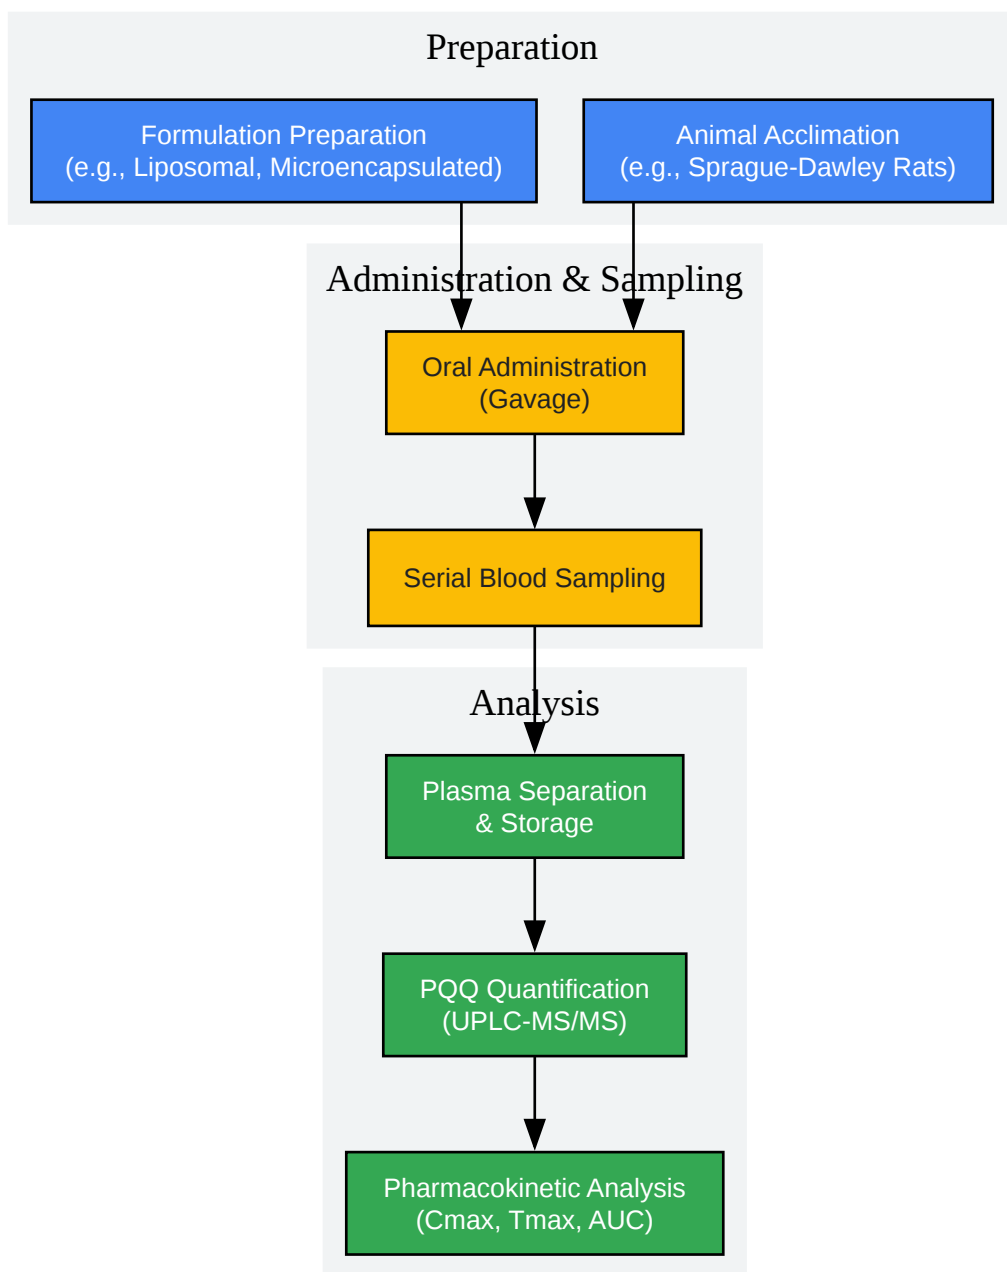 Preparation
Formulation Preparation
(e.g., Liposomal, Microencapsulated)
Animal Acclimation
(e.g., Sprague-Dawley Rats)
Administration & Sampling
Oral Administration
(Gavage)
Serial Blood Sampling
Analysis
Plasma Separation
& Storage
PQQ Quantification
(UPLC-MS/MS)
Pharmacokinetic Analysis
(Cmax, Tmax, AUC)